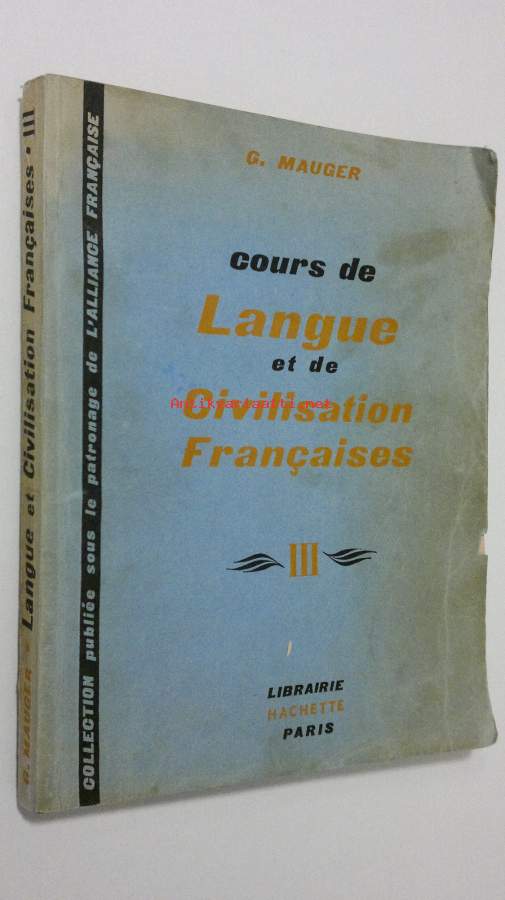 G. MAUGER
cours de
Langue
et de
Civilisation
Françaises
III
LIBRAIRIE
HACHETTE
PARIS
COLLECTION publiée sous le patronage de L'ALLIANCE FRANÇAISE
G. MAUGER - Langue et Civilisation Françaises • III
Antikvariaatti.net